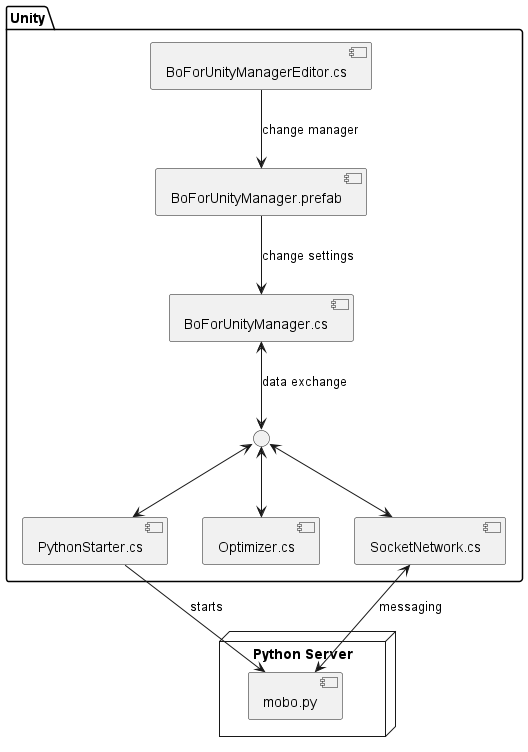 Unity
BoForUnityManagerEditor.cs
change manager
BoForUnityManager.prefab
change settings
BoForUnityManager.cs
data exchange
PythonStarter.cs
Optimizer.cs
SocketNetwork.cs
starts
messaging
Python Server
mobo.py